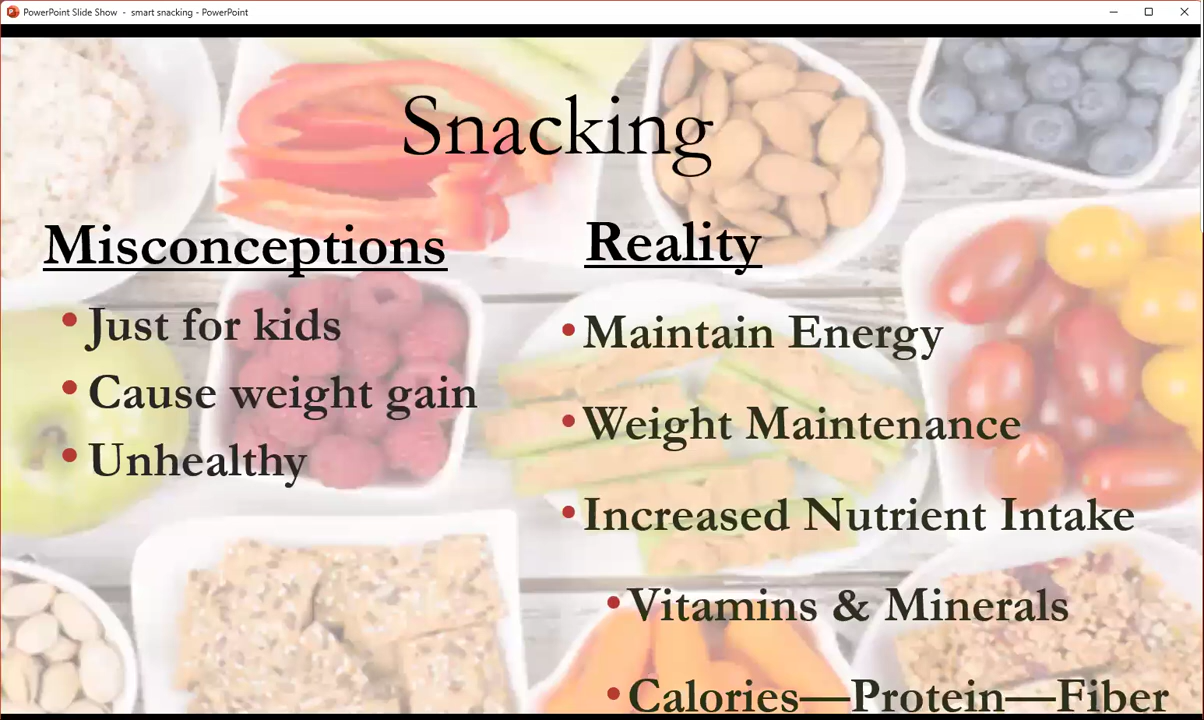 PowerPoint Slide Show - smart snacking - PowerPoint
Snacking
Misconceptions
• Just for kids
• Cause weight gain
• Unhealthy
Reality
• Maintain Energy
• Weight Maintenance
• Increased Nutrient Intake
• Vitamins & Minerals
• Calories—Protein—Fiber